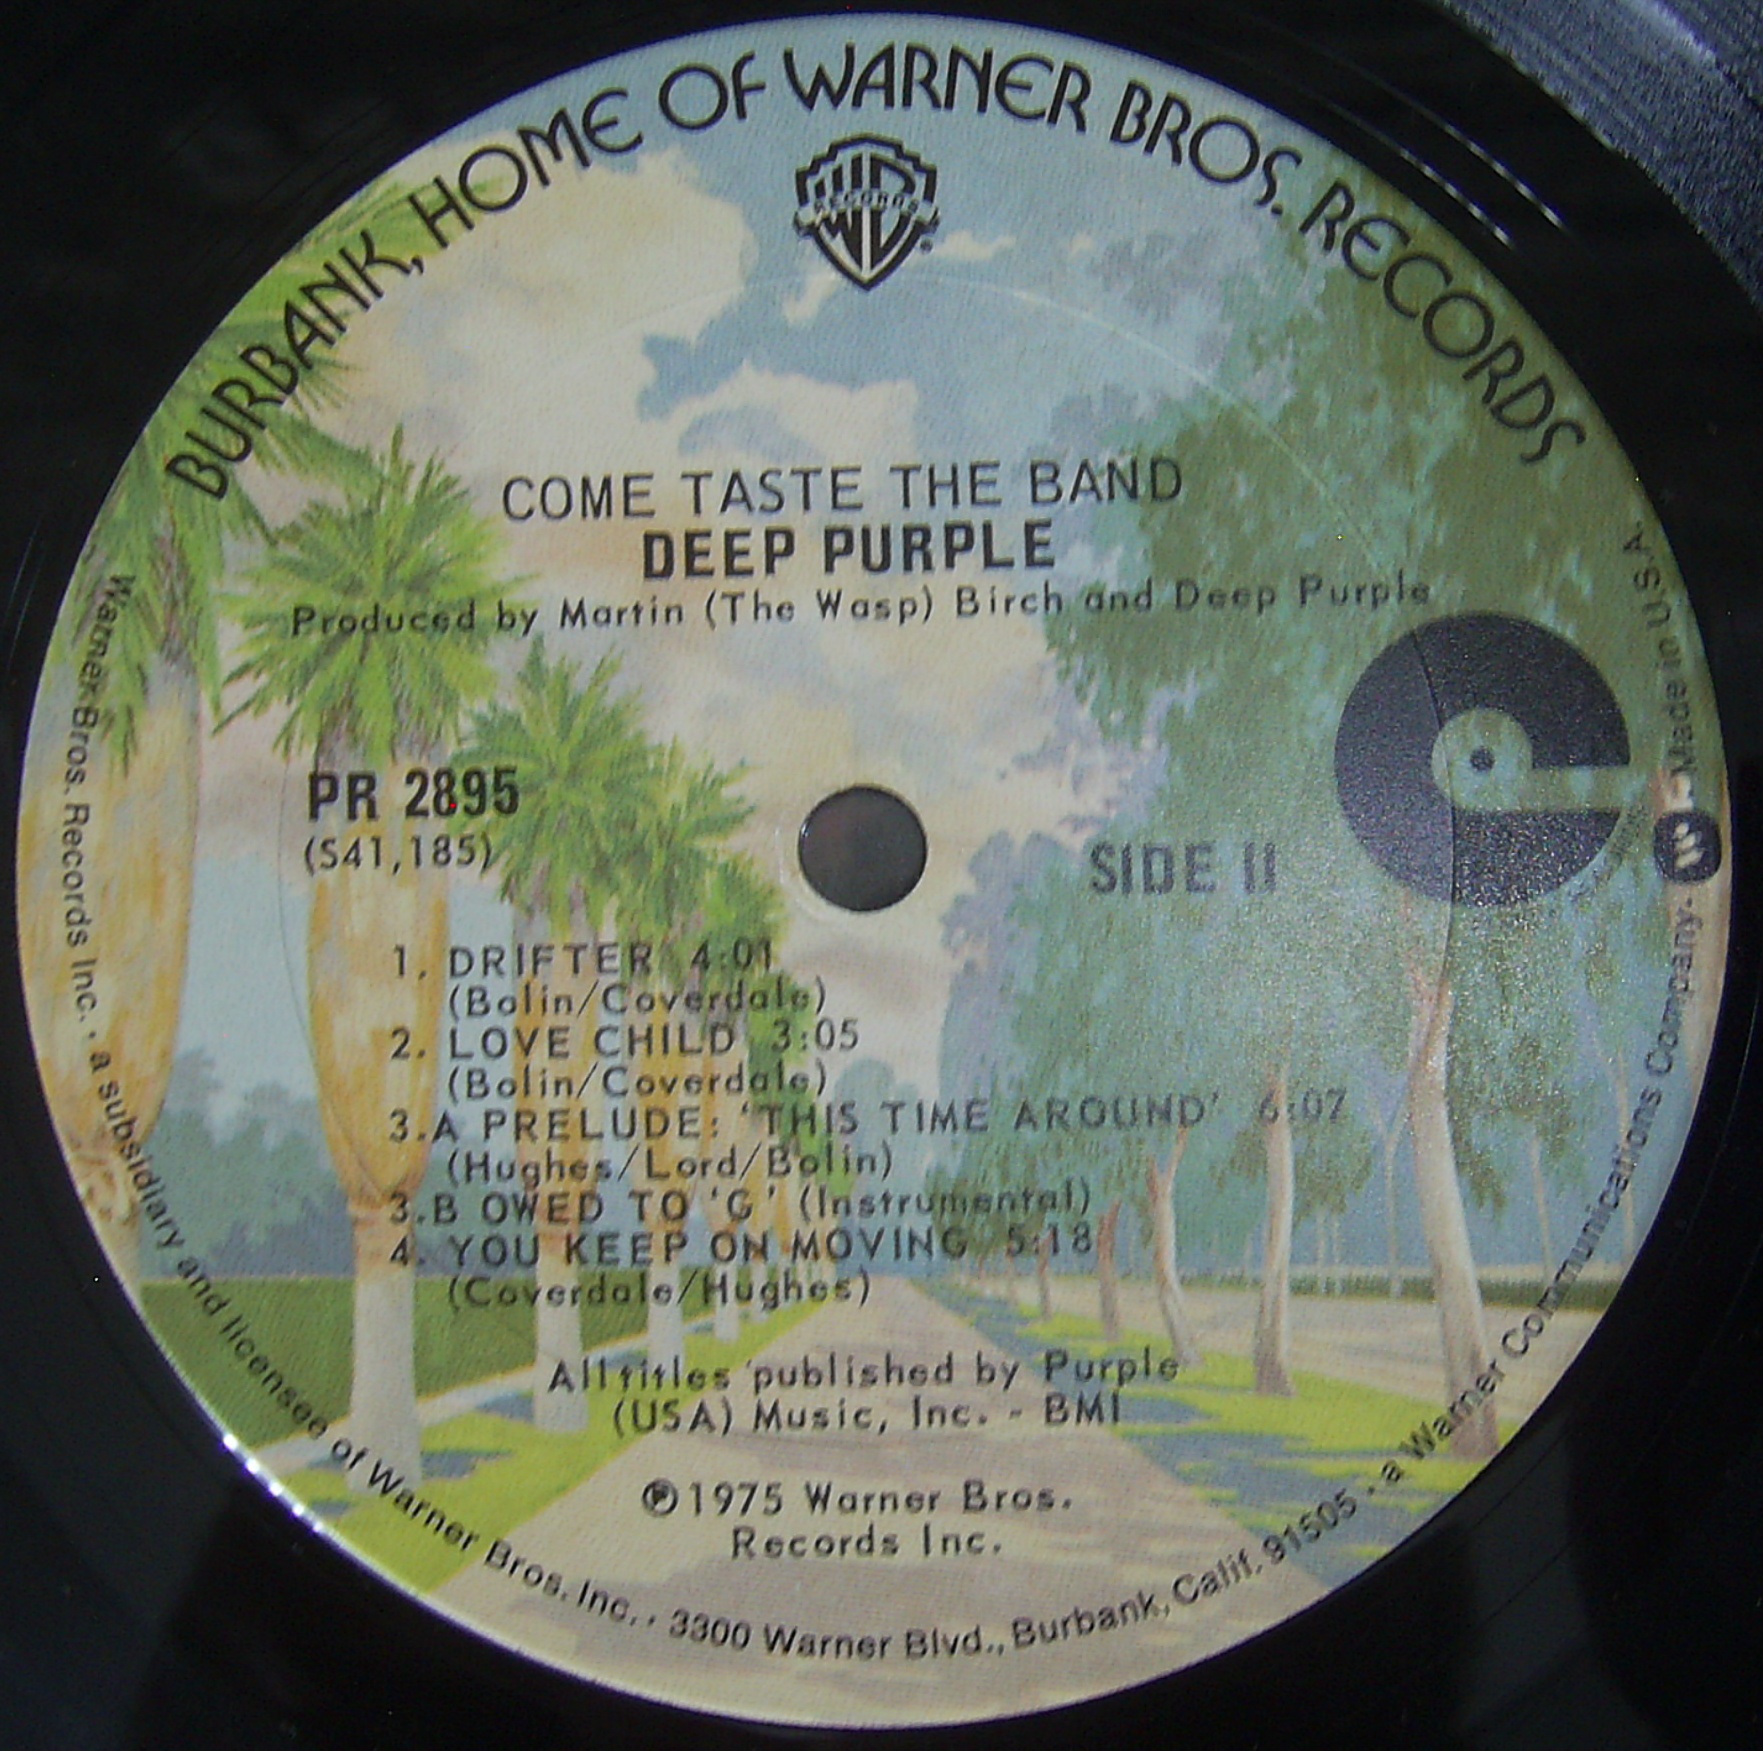 BURBANK, HOME OF WARNER BROS. RECORDS
WB
RECORDS
COME TASTE THE BAND
DEEP PURPLE
Produced by Martin (The Wasp) Birch and Deep Purple
PR 2895
(S41,185)
SIDE II
1. DRIFTER 4:01
(Bolin/Coverdale)
2. LOVE CHILD 3:05
(Bolin/Coverdale)
3.A PRELUDE: 'THIS TIME AROUND' 6:07
(Hughes/Lord/Bolin)
3.B OWED TO 'G' (Instrumental)
4. YOU KEEP ON MOVING 5:18
(Coverdale/Hughes)
All titles published by Purple
(USA) Music, Inc. - BMI
℗1975 Warner Bros.
Records Inc.
Warner Bros. Records Inc. · a subsidiary and licensee of Warner Bros. Inc. · 3300 Warner Blvd., Burbank, Calif. 91505 · a Warner Communications Company. Made in U.S.A.